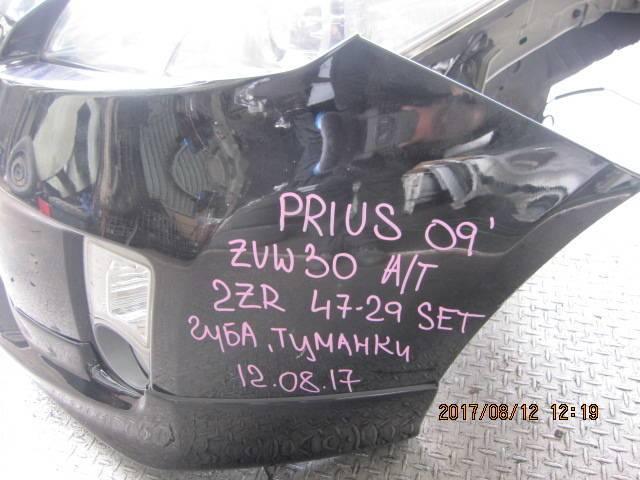 PRIUS 09'
ZVW30 A/T
2ZR 47-29 SET
ГУБА, ТУМАНКИ
12.08.17
2017/08/12 12:19